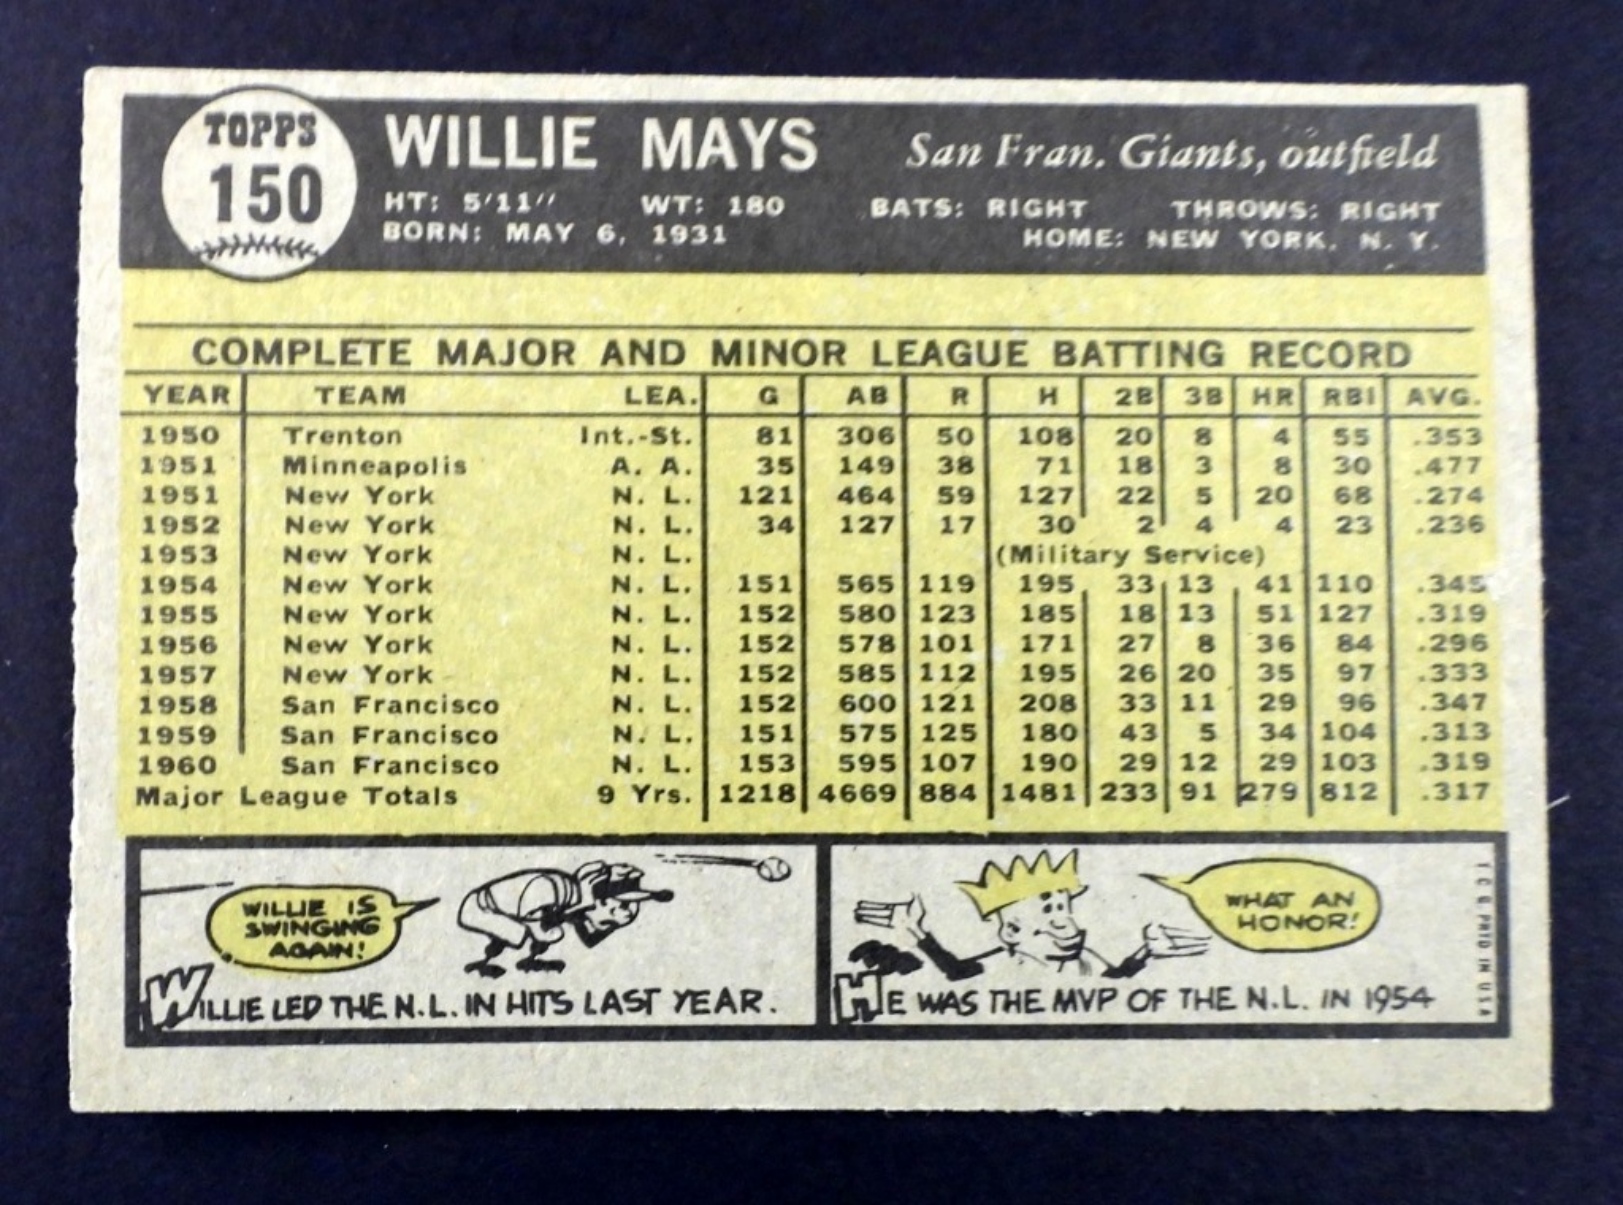 TOPPS
150
WILLIE MAYS San Fran. Giants, outfield
HT: 5'11" WT: 180 BATS: RIGHT THROWS: RIGHT
BORN: MAY 6, 1931 HOME: NEW YORK, N. Y.
COMPLETE MAJOR AND MINOR LEAGUE BATTING RECORD
YEAR TEAM LEA. G AB R H 2B 3B HR RBI AVG.
1950 Trenton Int.-St. 81 306 50 108 20 8 4 55 .353
1951 Minneapolis A. A. 35 149 38 71 18 3 8 30 .477
1951 New York N. L. 121 464 59 127 22 5 20 68 .274
1952 New York N. L. 34 127 17 30 2 4 4 23 .236
1953 New York N. L. (Military Service)
1954 New York N. L. 151 565 119 195 33 13 41 110 .345
1955 New York N. L. 152 580 123 185 18 13 51 127 .319
1956 New York N. L. 152 578 101 171 27 8 36 84 .296
1957 New York N. L. 152 585 112 195 26 20 35 97 .333
1958 San Francisco N. L. 152 600 121 208 33 11 29 96 .347
1959 San Francisco N. L. 151 575 125 180 43 5 34 104 .313
1960 San Francisco N. L. 153 595 107 190 29 12 29 103 .319
Major League Totals 9 Yrs. 1218 4669 884 1481 233 91 279 812 .317
WILLIE IS
SWINGING
AGAIN!
WILLIE LED THE N.L. IN HITS LAST YEAR.
WHAT AN
HONOR!
HE WAS THE MVP OF THE N.L. IN 1954
T.C.G. PRTD IN U.S.A.